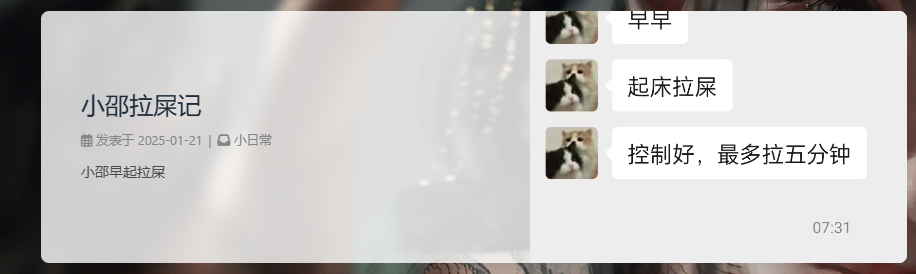 小邵拉屎记
发表于 2025-01-21 | 小日常
小邵早起拉屎
早早
起床拉屎
控制好，最多拉五分钟
07:31